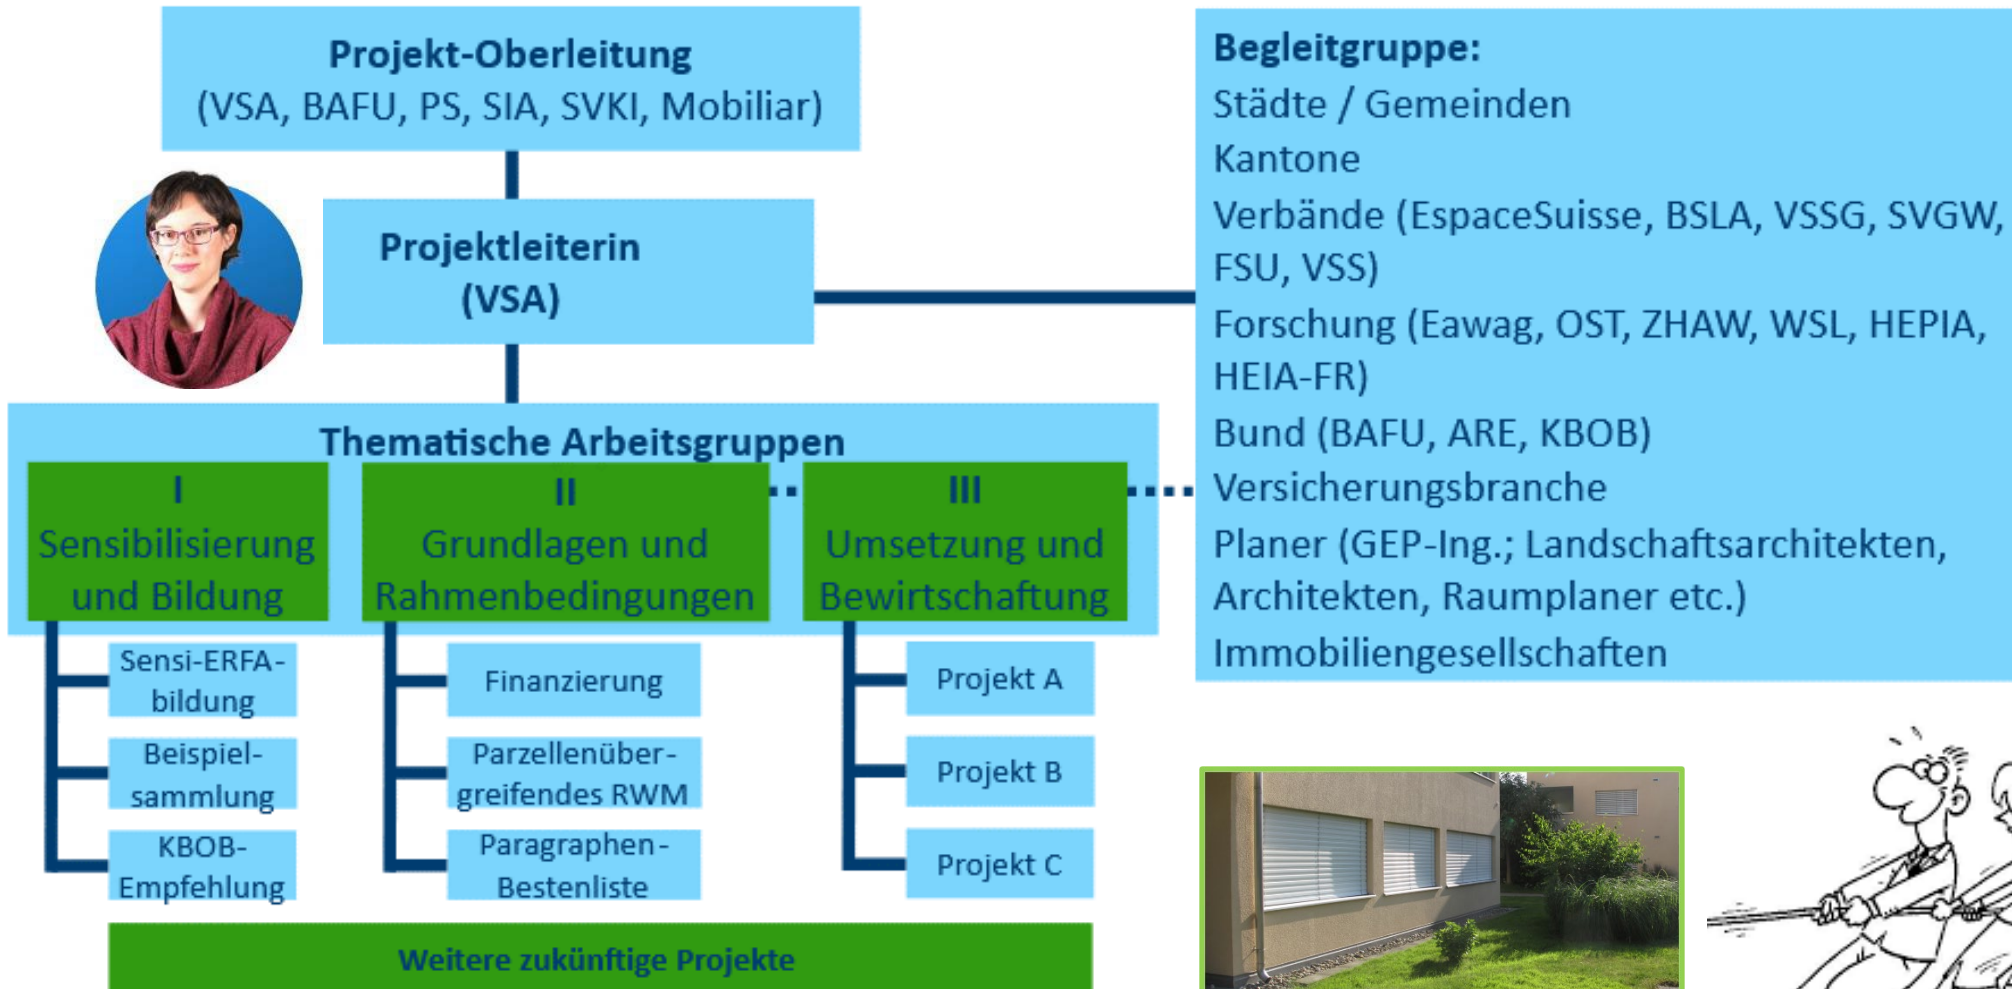 Projekt-Oberleitung
(VSA, BAFU, PS, SIA, SVKI, Mobiliar)
Projektleiterin
(VSA)
Begleitgruppe:
Städte / Gemeinden
Kantone
Verbände (EspaceSuisse, BSLA, VSSG, SVGW,
FSU, VSS)
Forschung (Eawag, OST, ZHAW, WSL, HEPIA,
HEIA-FR)
Bund (BAFU, ARE, KBOB)
Versicherungsbranche
Planer (GEP-Ing.; Landschaftsarchitekten,
Architekten, Raumplaner etc.)
Immobiliengesellschaften
Thematische Arbeitsgruppen
I
Sensibilisierung
und Bildung
Sensi-ERFA-
bildung
Beispiel-
sammlung
KBOB-
Empfehlung
II
Grundlagen und
Rahmenbedingungen
Finanzierung
Parzellenüber-
greifendes RWM
Paragraphen-
Bestenliste
III
Umsetzung und
Bewirtschaftung
Projekt A
Projekt B
Projekt C
Weitere zukünftige Projekte